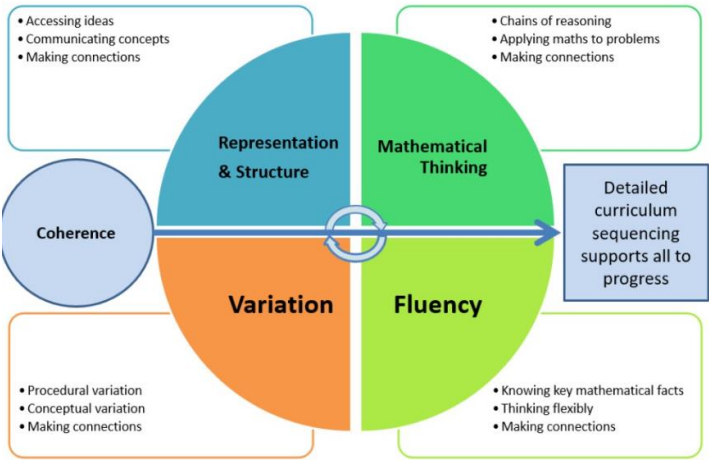 • Accessing ideas
• Communicating concepts
• Making connections
• Chains of reasoning
• Applying maths to problems
• Making connections
Representation
& Structure
Mathematical
Thinking
Coherence
Detailed
curriculum
sequencing
supports all to
progress
Variation
Fluency
• Procedural variation
• Conceptual variation
• Making connections
• Knowing key mathematical facts
• Thinking flexibly
• Making connections